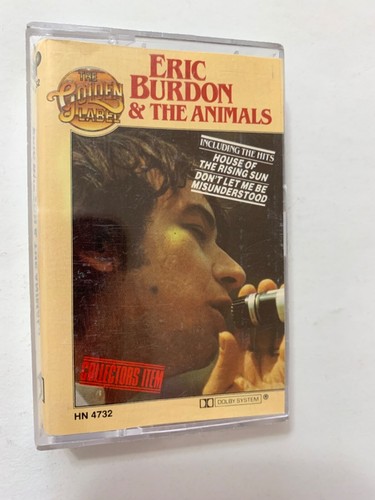 THE
GOLDEN
LABEL
ERIC
BURDON
& THE ANIMALS
INCLUDING THE HITS
HOUSE OF
THE RISING SUN
DON'T LET ME BE
MISUNDERSTOOD
COLLECTORS ITEM
HN 4732
DOLBY SYSTEM ®